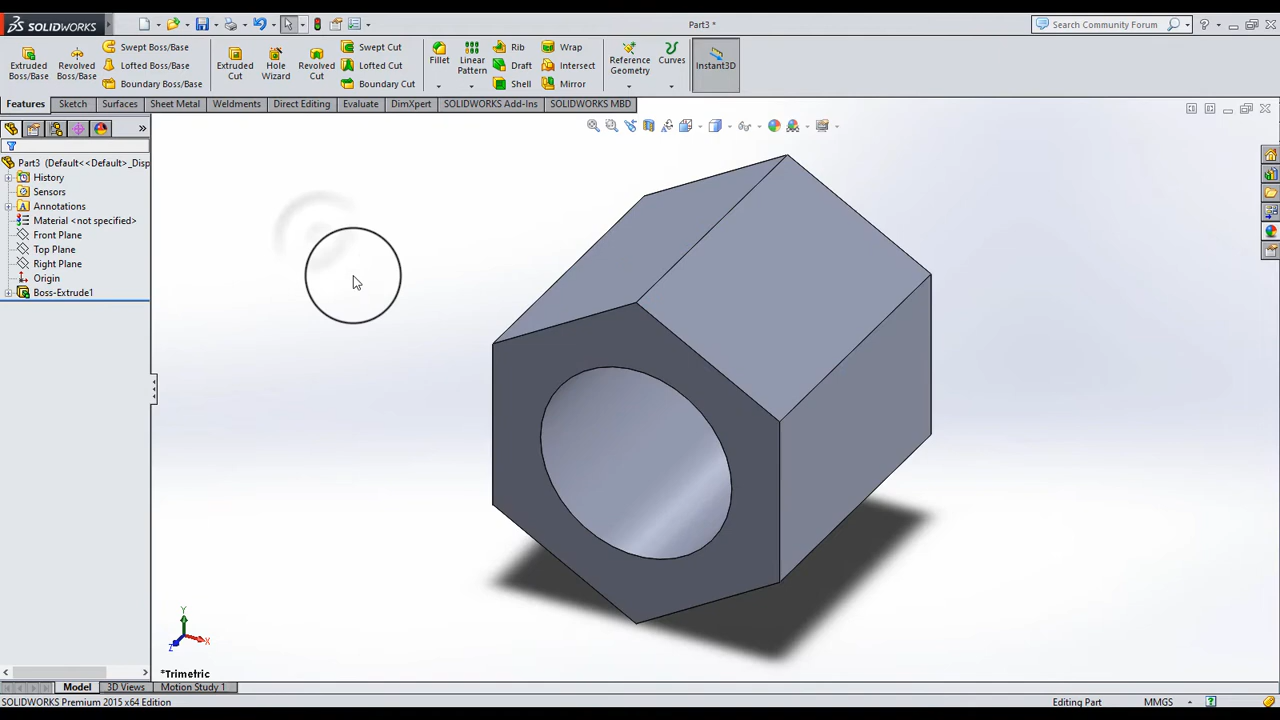 SOLIDWORKS
Part3 *
Search Community Forum
Extruded Boss/Base
Revolved Boss/Base
Swept Boss/Base
Lofted Boss/Base
Boundary Boss/Base
Extruded Cut
Hole Wizard
Revolved Cut
Swept Cut
Lofted Cut
Boundary Cut
Fillet
Linear Pattern
Rib
Draft
Shell
Wrap
Intersect
Mirror
Reference Geometry
Curves
Instant3D
Features Sketch Surfaces Sheet Metal Weldments Direct Editing Evaluate DimXpert SOLIDWORKS Add-Ins SOLIDWORKS MBD
Part3 (Default<<Default>_Disp
History
Sensors
Annotations
Material <not specified>
Front Plane
Top Plane
Right Plane
Origin
Boss-Extrude1
Y
X
Z
*Trimetric
Model 3D Views Motion Study 1
SOLIDWORKS Premium 2015 x64 Edition
Editing Part
MMGS